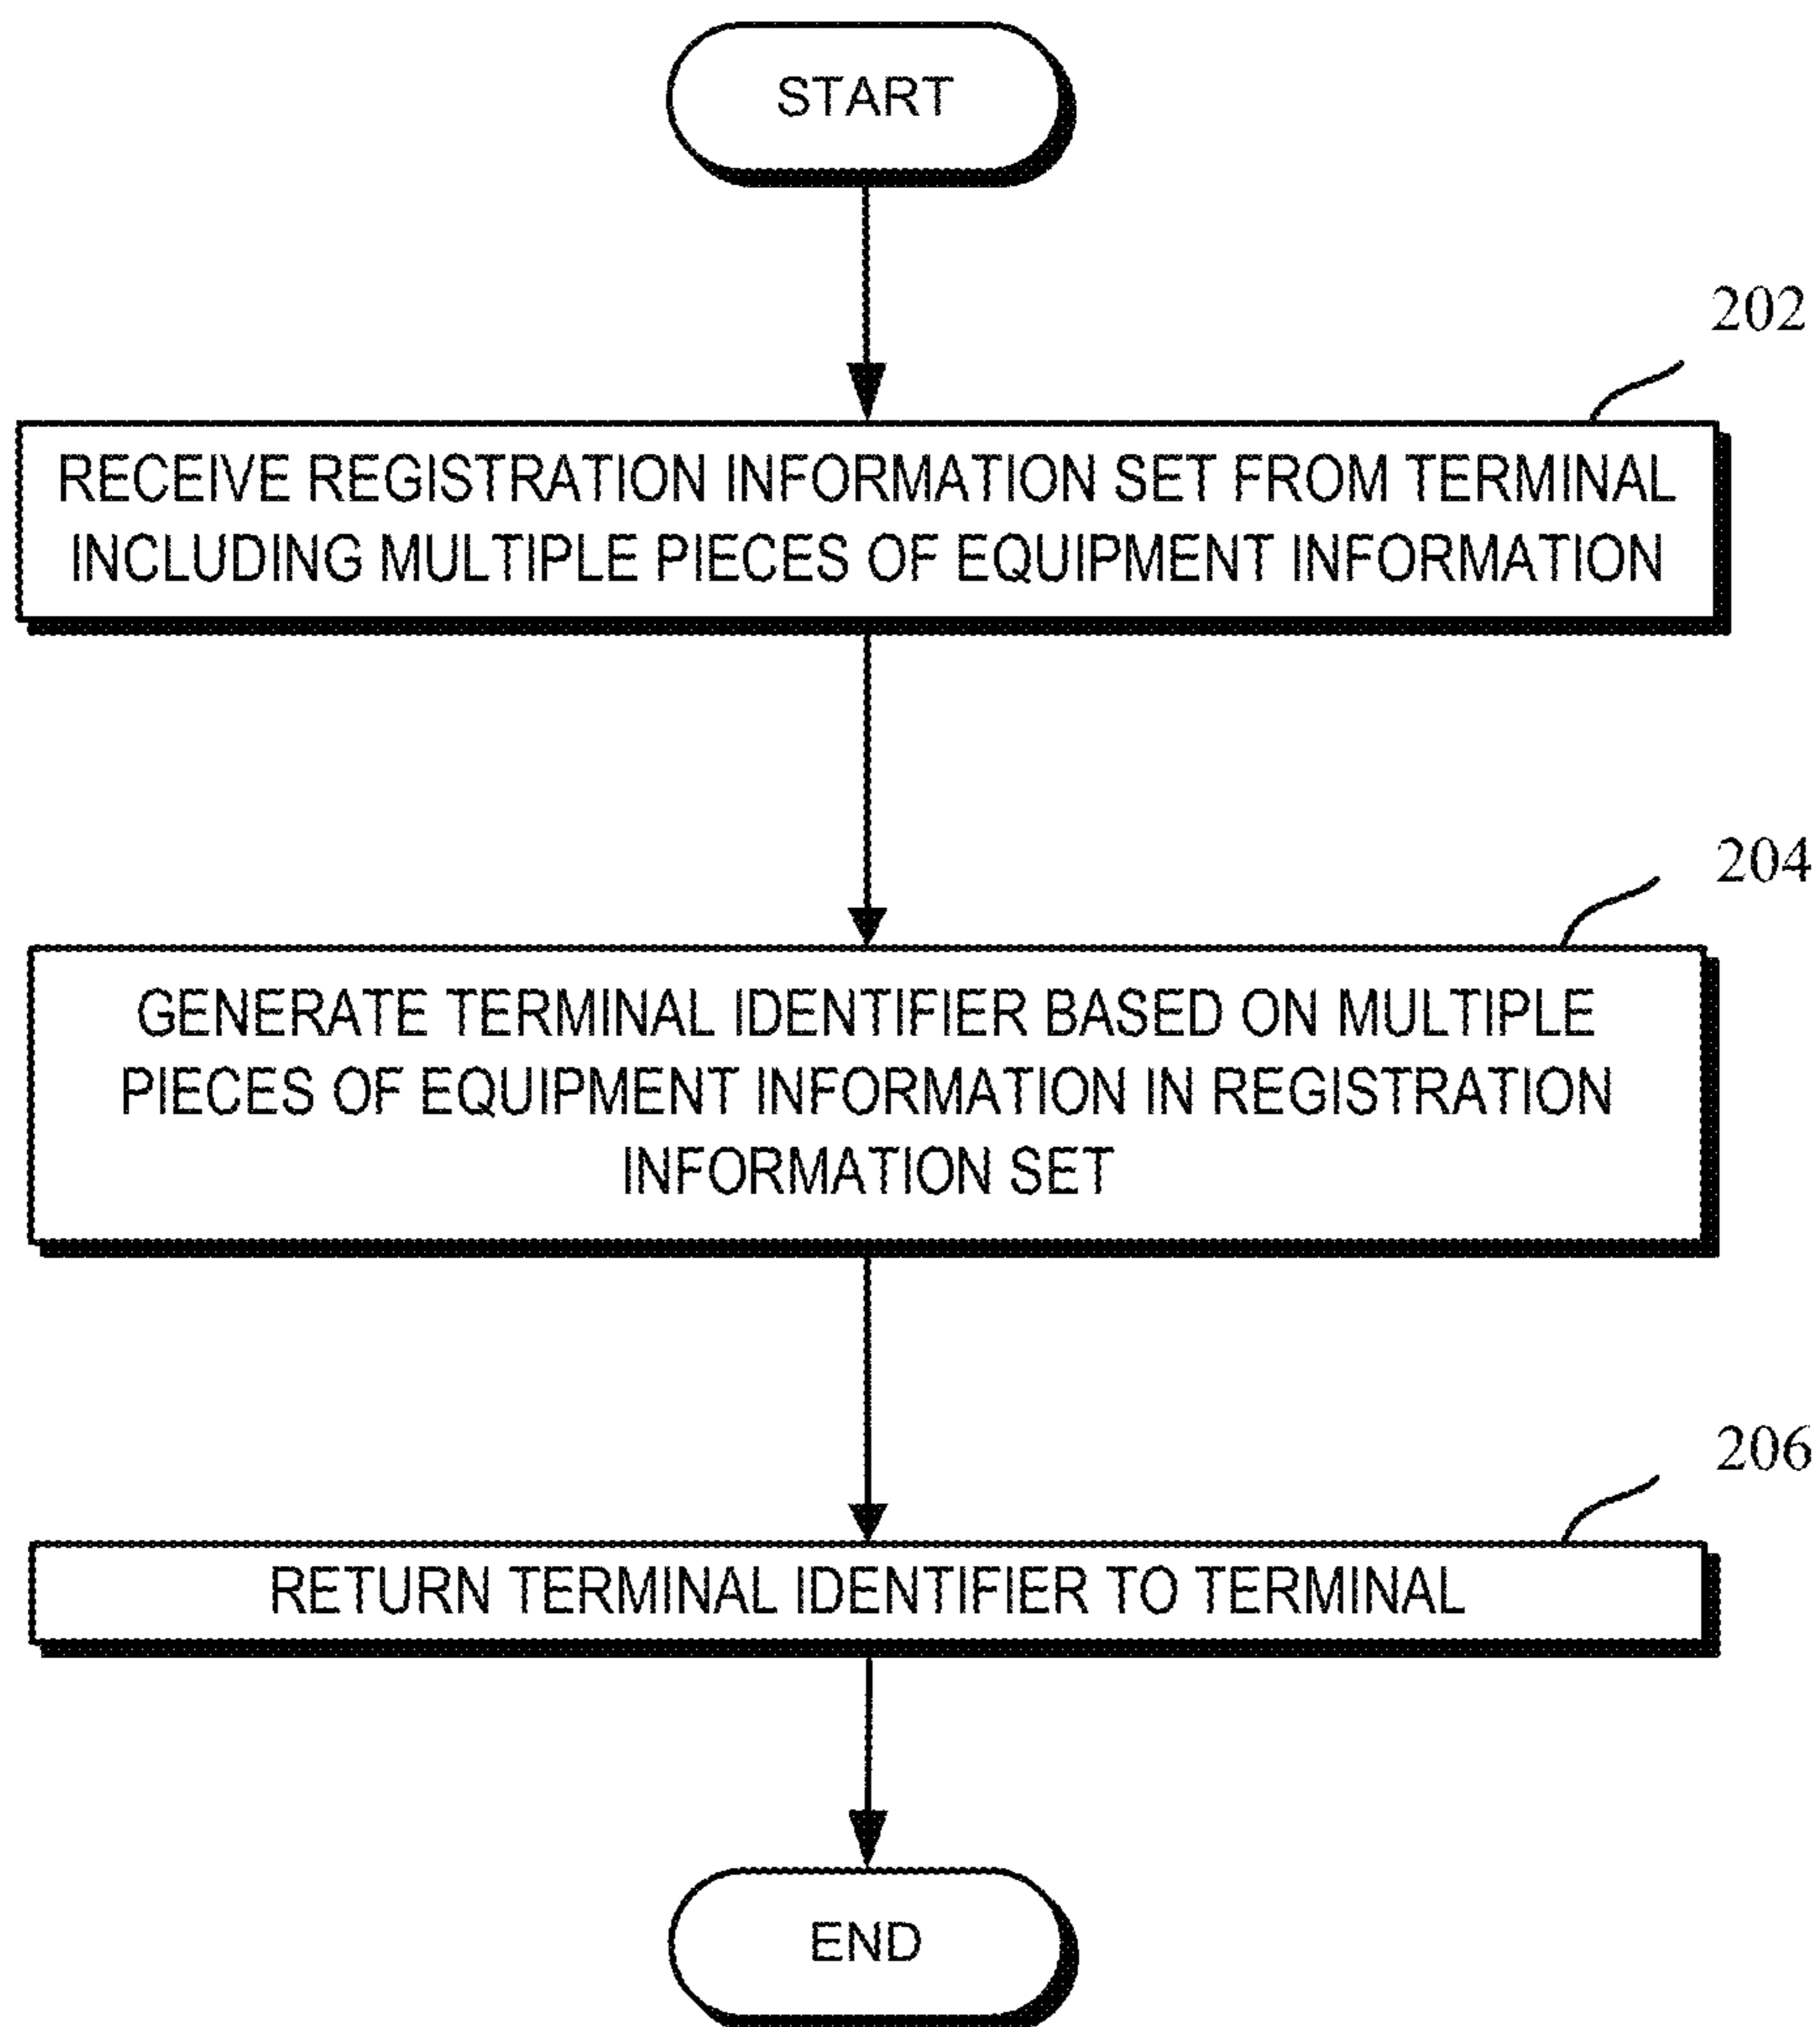 START
202
RECEIVE REGISTRATION INFORMATION SET FROM TERMINAL
INCLUDING MULTIPLE PIECES OF EQUIPMENT INFORMATION
204
GENERATE TERMINAL IDENTIFIER BASED ON MULTIPLE
PIECES OF EQUIPMENT INFORMATION IN REGISTRATION
INFORMATION SET
206
RETURN TERMINAL IDENTIFIER TO TERMINAL
END